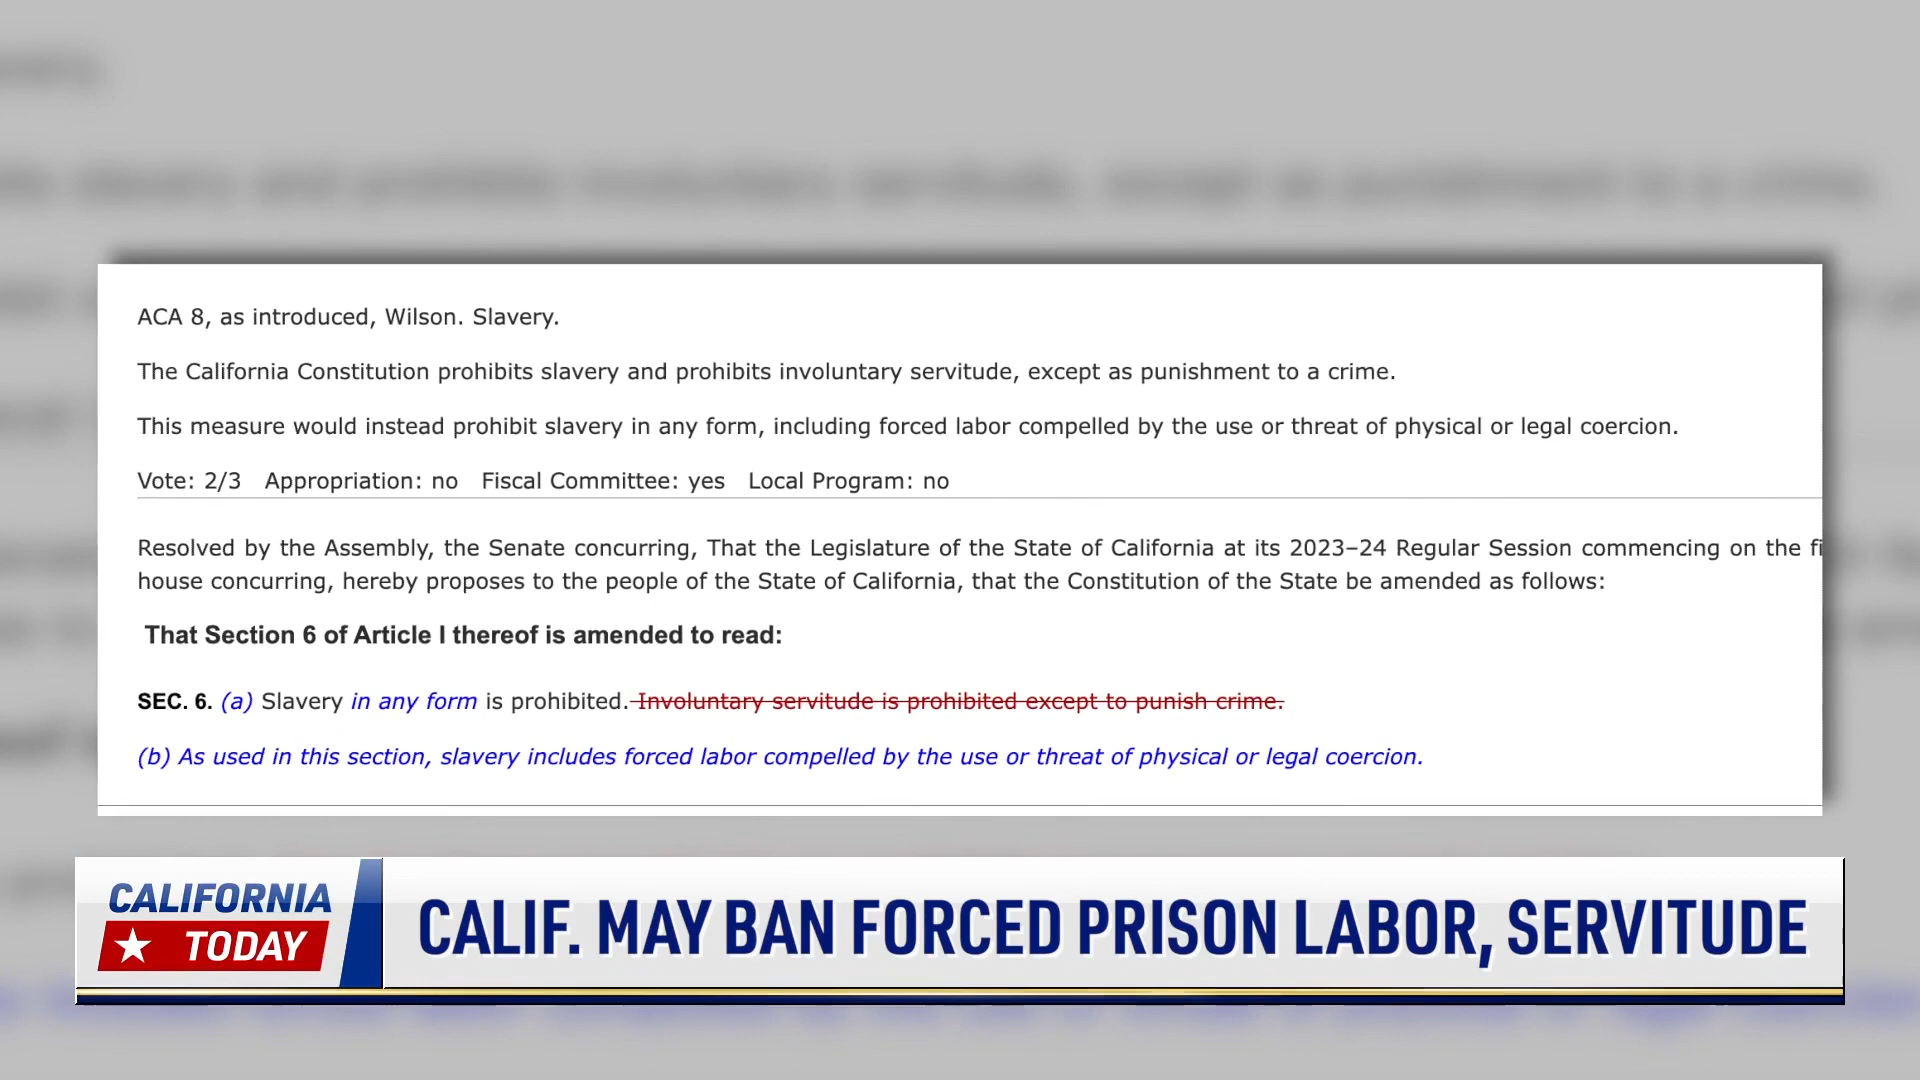 ACA 8, as introduced, Wilson. Slavery.
The California Constitution prohibits slavery and prohibits involuntary servitude, except as punishment to a crime.
This measure would instead prohibit slavery in any form, including forced labor compelled by the use or threat of physical or legal coercion.
Vote: 2/3 Appropriation: no Fiscal Committee: yes Local Program: no
Resolved by the Assembly, the Senate concurring, That the Legislature of the State of California at its 2023–24 Regular Session commencing on the
house concurring, hereby proposes to the people of the State of California, that the Constitution of the State be amended as follows:
That Section 6 of Article I thereof is amended to read:
SEC. 6. (a) Slavery in any form is prohibited. Involuntary servitude is prohibited except to punish crime.
(b) As used in this section, slavery includes forced labor compelled by the use or threat of physical or legal coercion.
CALIFORNIA
TODAY
CALIF. MAY BAN FORCED PRISON LABOR, SERVITUDE